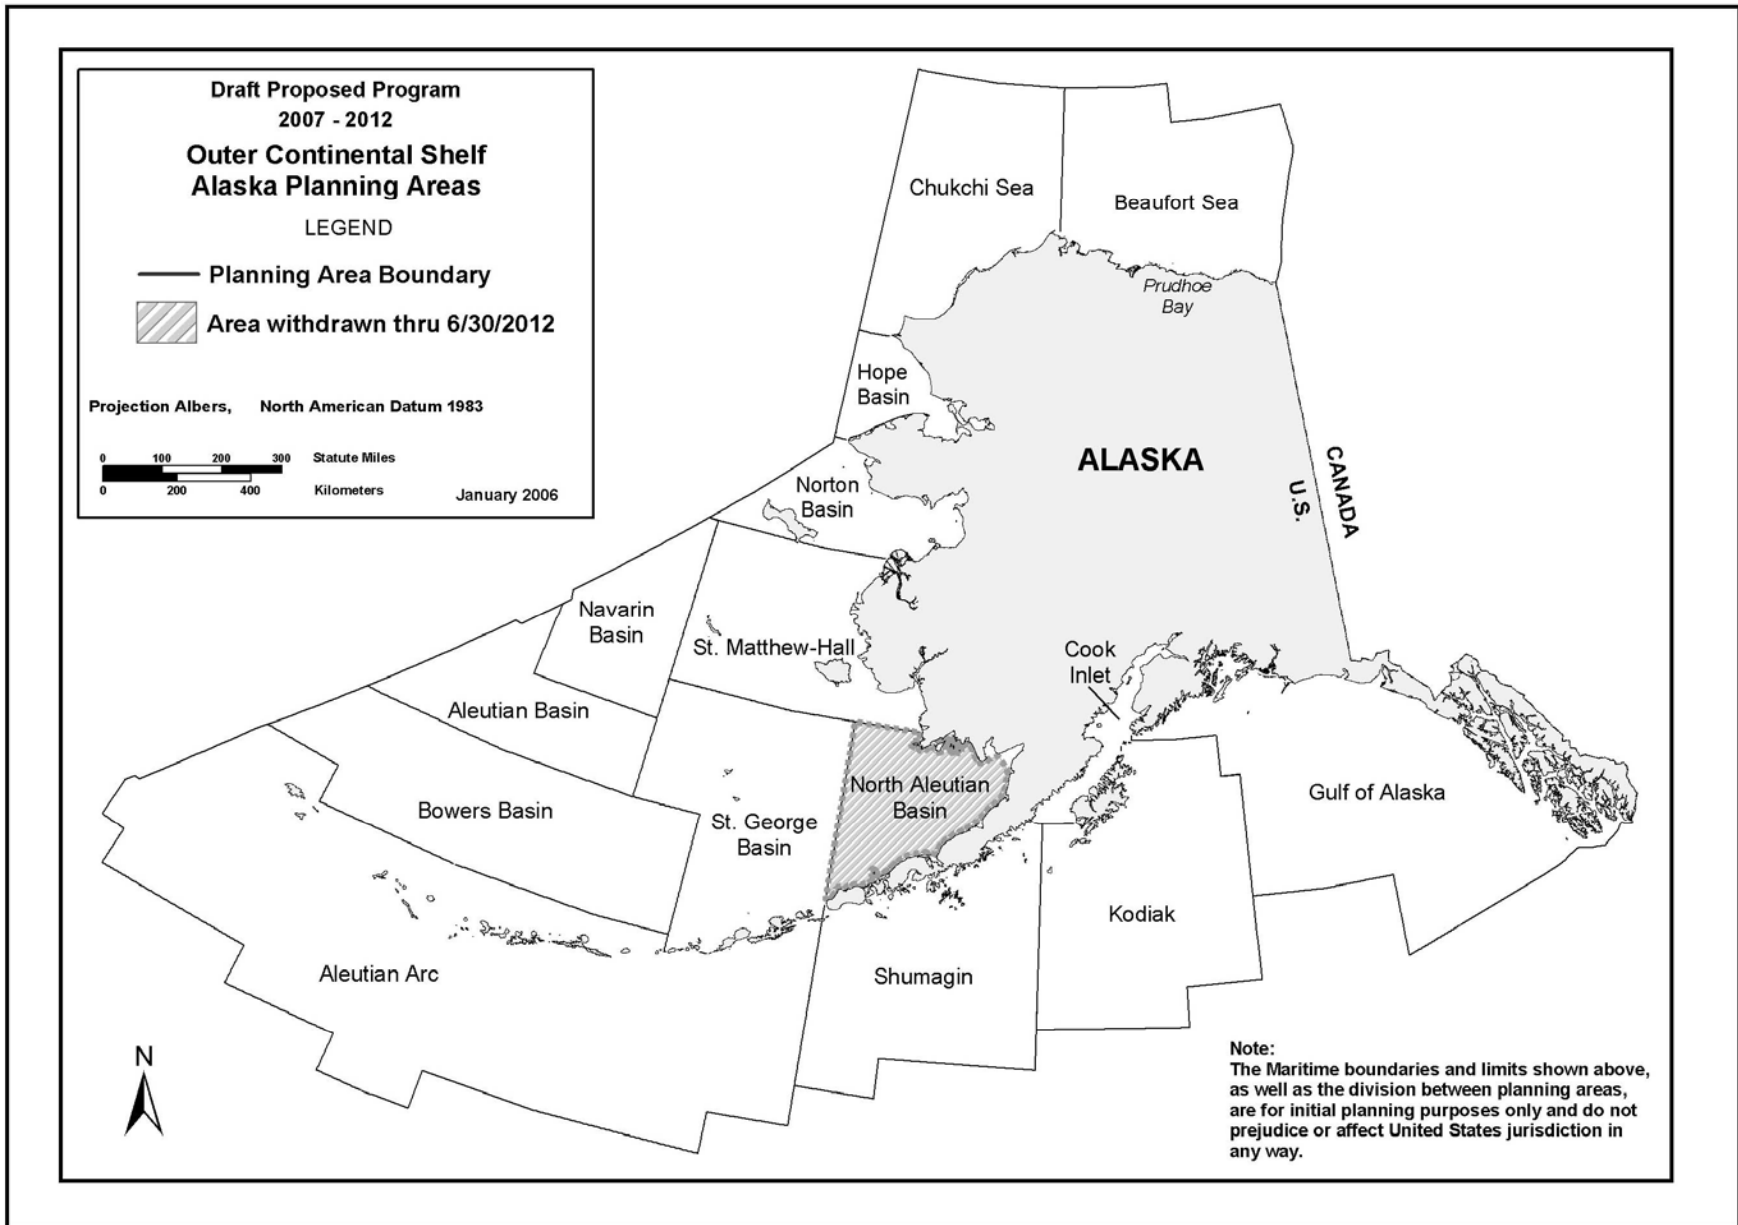 Draft Proposed Program
2007 - 2012
Outer Continental Shelf
Alaska Planning Areas
LEGEND
Planning Area Boundary
Area withdrawn thru 6/30/2012
Projection Albers, North American Datum 1983
0 100 200 300 Statute Miles
0 200 400 Kilometers
January 2006
Chukchi Sea
Beaufort Sea
Prudhoe
Bay
Hope
Basin
ALASKA
CANADA
U.S.
Norton
Basin
Navarin
Basin
St. Matthew-Hall
Cook
Inlet
Aleutian Basin
North Aleutian
Basin
Gulf of Alaska
Bowers Basin
St. George
Basin
Kodiak
Aleutian Arc
Shumagin
N
Note:
The Maritime boundaries and limits shown above,
as well as the division between planning areas,
are for initial planning purposes only and do not
prejudice or affect United States jurisdiction in
any way.